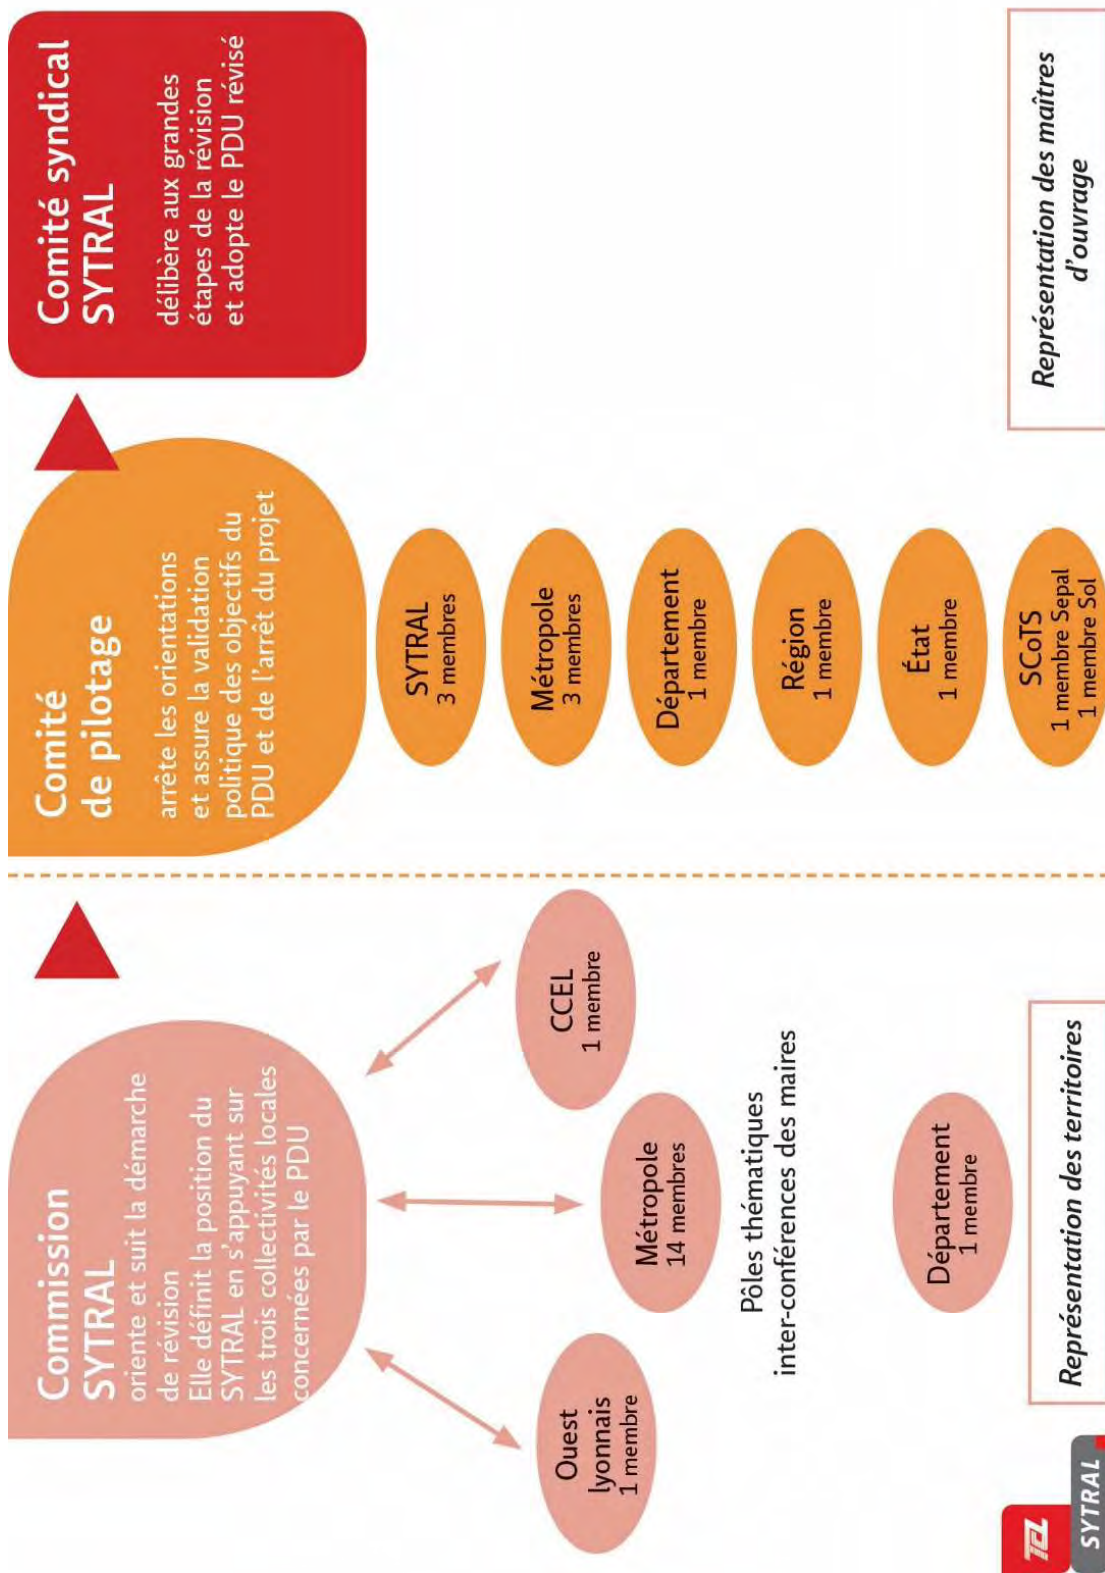 Commission
SYTRAL
oriente et suit la démarche
de révision
Elle définit la position du
SYTRAL en s'appuyant sur
les trois collectivités locales
concernées par le PDU
Ouest
lyonnais
1 membre
Métropole
14 membres
CCEL
1 membre
Pôles thématiques
inter-conférences des maires
Département
1 membre
Représentation des territoires
Comité
de pilotage
arrête les orientations
et assure la validation
politique des objectifs du
PDU et de l'arrêt du projet
SYTRAL
3 membres
Métropole
3 membres
Département
1 membre
Région
1 membre
État
1 membre
SCoTS
1 membre Sepal
1 membre Sol
Comité syndical
SYTRAL
délibère aux grandes
étapes de la révision
et adopte le PDU révisé
Représentation des maîtres
d'ouvrage
TCL
SYTRAL